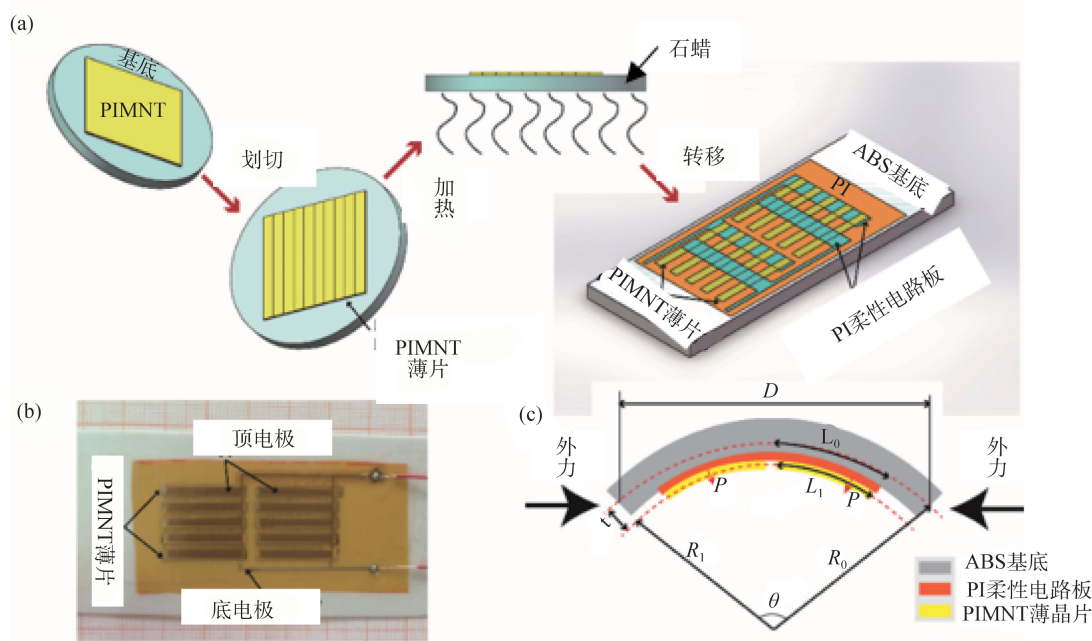 (a)
基底
PIMNT
划切
PIMNT
薄片
加热
石蜡
转移
ABS基底
PI
PIMNT薄片
PI柔性电路板
(b)
顶电极
PIMNT薄片
底电极
(c)
D
外力
外力
L₀
L₁
P
P
t
R₁
R₀
θ
ABS基底
PI柔性电路板
PIMNT薄晶片